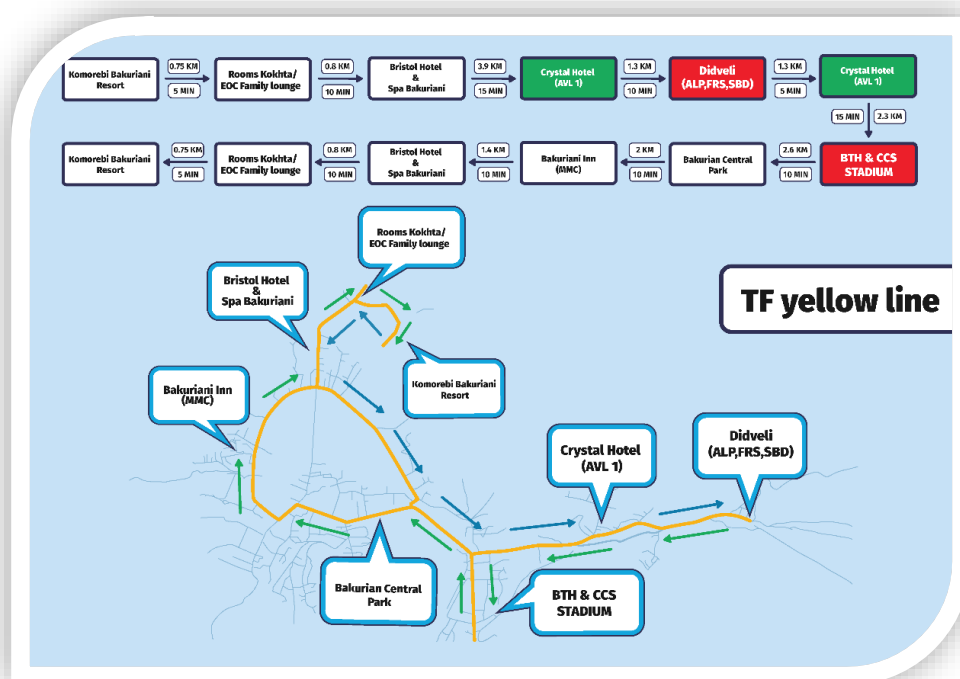 Komorebi Bakuriani
Resort
0.75 KM
5 MIN
Rooms Kokhta/
EOC Family lounge
0.8 KM
10 MIN
Bristol Hotel
&
Spa Bakuriani
3.9 KM
15 MIN
Crystal Hotel
(AVL 1)
1.3 KM
10 MIN
Didveli
(ALP,FRS,SBD)
1.3 KM
5 MIN
Crystal Hotel
(AVL 1)
15 MIN
2.3 KM
Komorebi Bakuriani
Resort
0.75 KM
5 MIN
Rooms Kokhta/
EOC Family lounge
0.8 KM
10 MIN
Bristol Hotel
&
Spa Bakuriani
1.4 KM
10 MIN
Bakuriani Inn
(MMC)
2 KM
10 MIN
Bakurian Central
Park
2.6 KM
10 MIN
BTH & CCS
STADIUM
Rooms Kokhta/
EOC Family lounge
Bristol Hotel
&
Spa Bakuriani
TF yellow line
Bakuriani Inn
(MMC)
Komorebi Bakuriani
Resort
Crystal Hotel
(AVL 1)
Didveli
(ALP,FRS,SBD)
Bakurian Central
Park
BTH & CCS
STADIUM